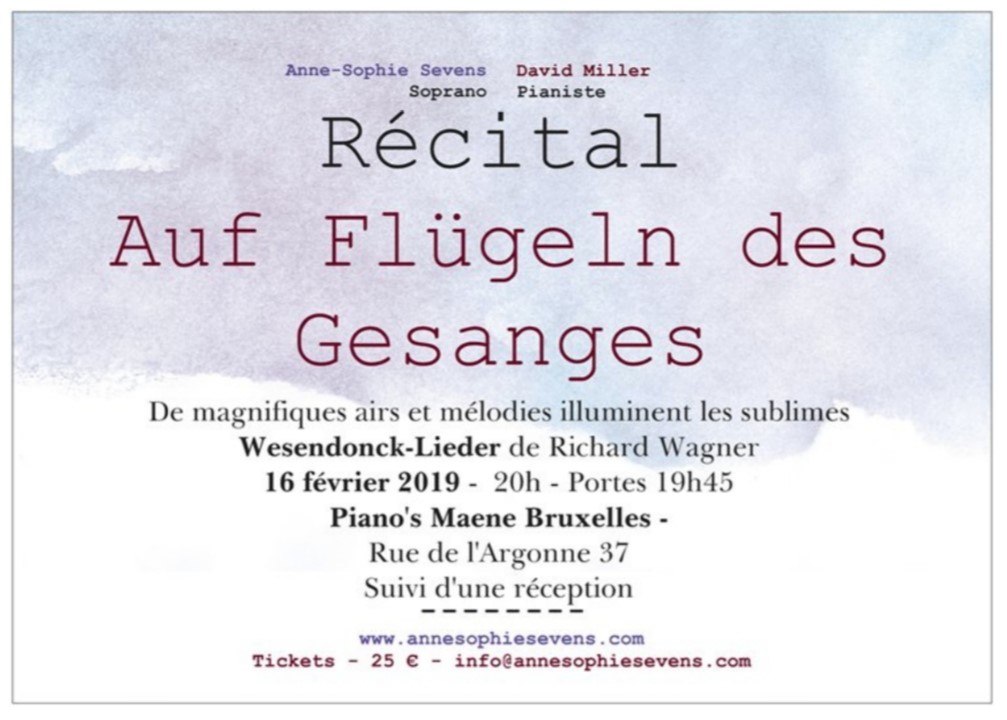 Anne-Sophie Sevens David Miller
Soprano Pianiste
Récital
Auf Flügeln des
Gesanges
De magnifiques airs et mélodies illuminent les sublimes
Wesendonck-Lieder de Richard Wagner
16 février 2019 - 20h - Portes 19h45
Piano's Maene Bruxelles -
Rue de l'Argonne 37
Suivi d'une réception
--------
www.annesophiesevens.com
Tickets - 25 € - info@annesophiesevens.com